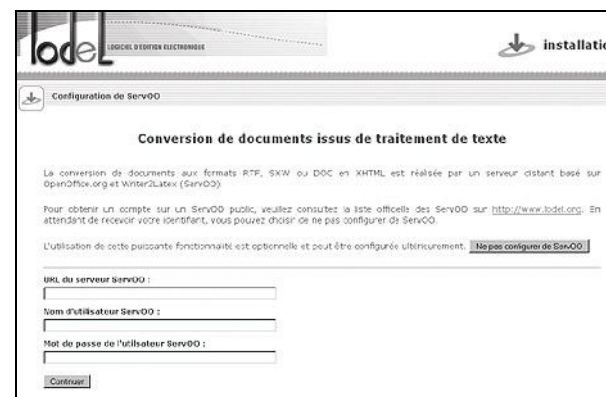 lodel
LOGICIEL D'EDITION ELECTRONIQUE
installatio
Configuration de ServOO
Conversion de documents issus de traitement de texte
La conversion de documents aux formats RTF, SXW ou DOC en XHTML est réalisée par un serveur distant basé sur
OpenOffice.org et Writer2Latex (ServOO)
Pour obtenir un compte sur un ServOO public, veuillez consultez la liste officielle des ServOO sur http://www.lodel.org. En
attendant de recevoir votre identifiant, vous pouvez choisir de ne pas configurer de ServOO.
L'utilisation de cette puissante fonctionnalité est optionnelle et peut être configurée ultérieurement. Ne pas configurer de ServOO
URL du serveur ServOO :
Nom d'utilisateur ServOO :
Mot de passe de l'utilisateur ServOO :
Continuer